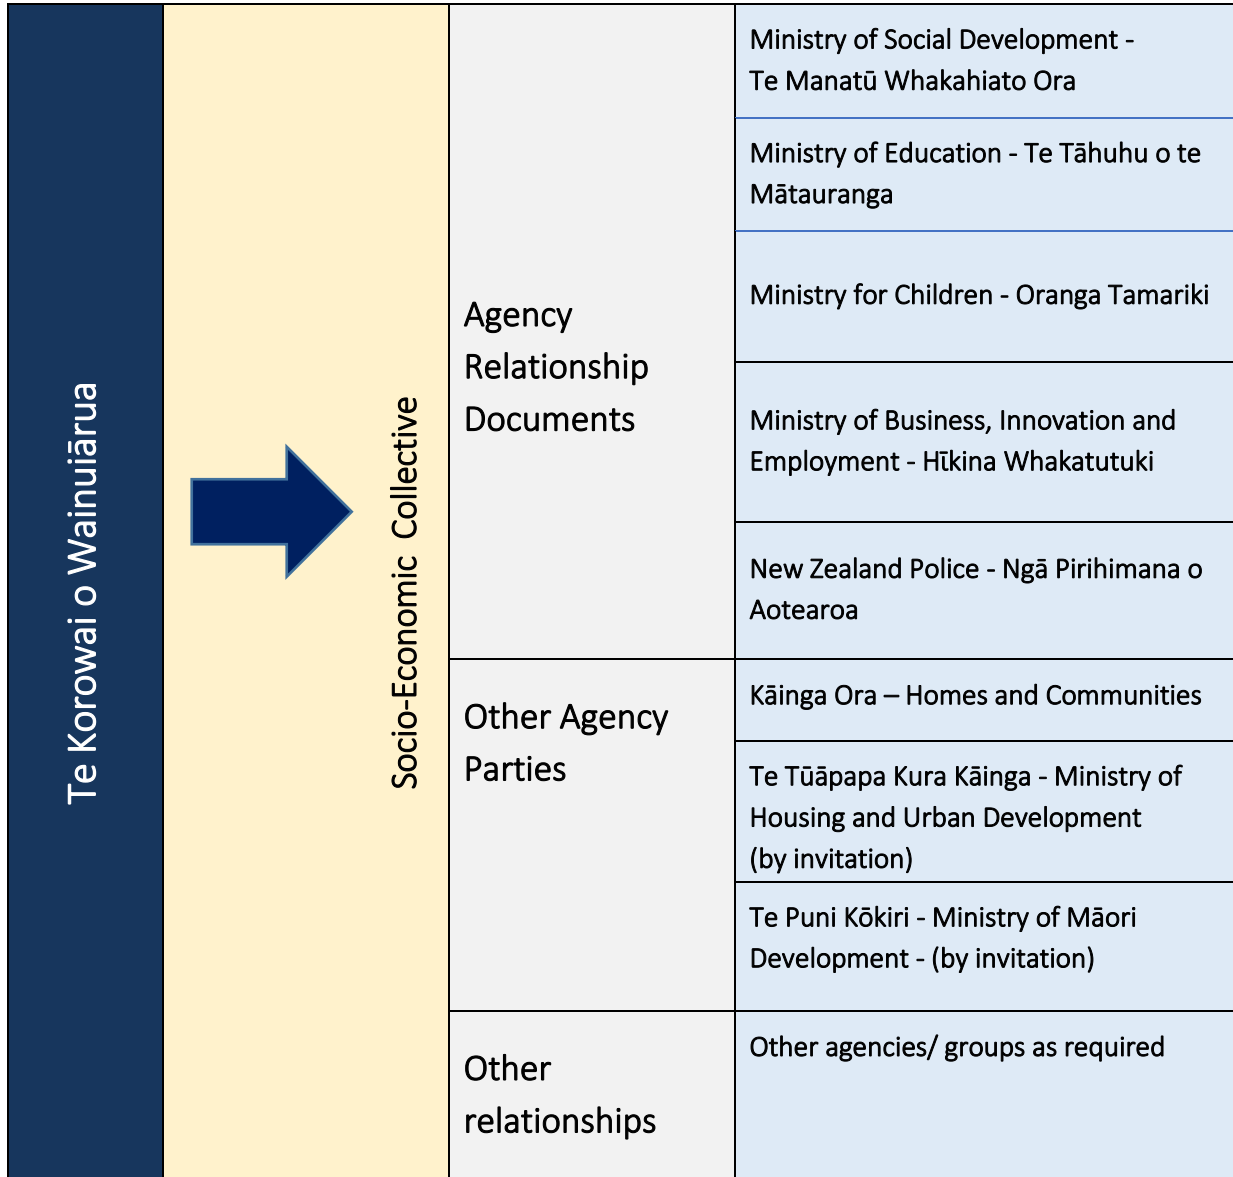 Te Korowai o Wainuiārua
Socio-Economic Collective
Agency
Relationship
Documents
Ministry of Social Development -
Te Manatū Whakahiato Ora
Ministry of Education - Te Tāhuhu o te
Mātauranga
Ministry for Children - Oranga Tamariki
Ministry of Business, Innovation and
Employment - Hīkina Whakatutuki
New Zealand Police - Ngā Pirihimana o
Aotearoa
Other Agency
Parties
Kāinga Ora – Homes and Communities
Te Tūāpapa Kura Kāinga - Ministry of
Housing and Urban Development
(by invitation)
Te Puni Kōkiri - Ministry of Māori
Development - (by invitation)
Other
relationships
Other agencies/ groups as required